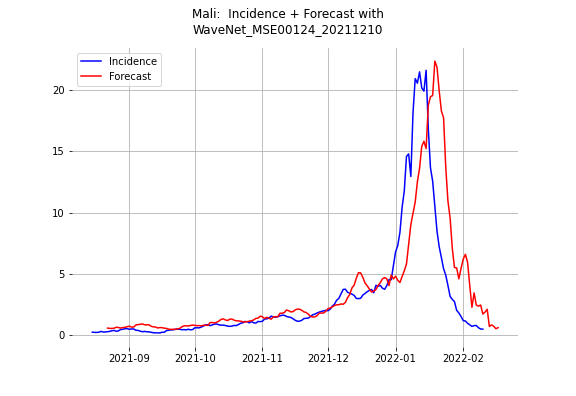 Mali:  Incidence + Forecast with
WaveNet_MSE00124_20211210
Incidence
Forecast
20
15
10
5
0
2021-09
2021-10
2021-11
2021-12
2022-01
2022-02